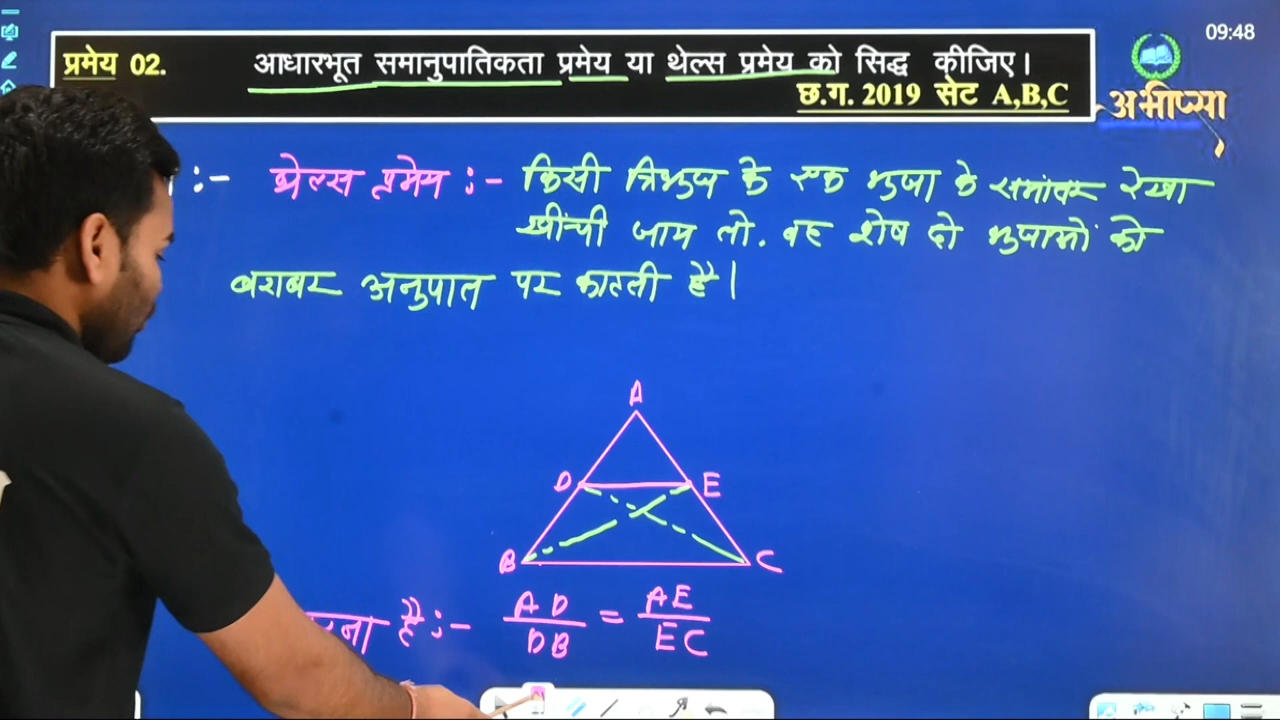 09:48
प्रमेय 02. आधारभूत समानुपातिकता प्रमेय या थेल्स प्रमेय को सिद्ध कीजिए।
छ.ग. 2019 सेट A,B,C
अभीप्सा
:- थेल्स प्रमेय :- किसी त्रिभुज के एक भुजा के समांतर रेखा
खींची जाय तो. वह शेष दो भुजाओं को
बराबर अनुपात पर काटती है।
A
D E
B C
है:- AD/DB = AE/EC